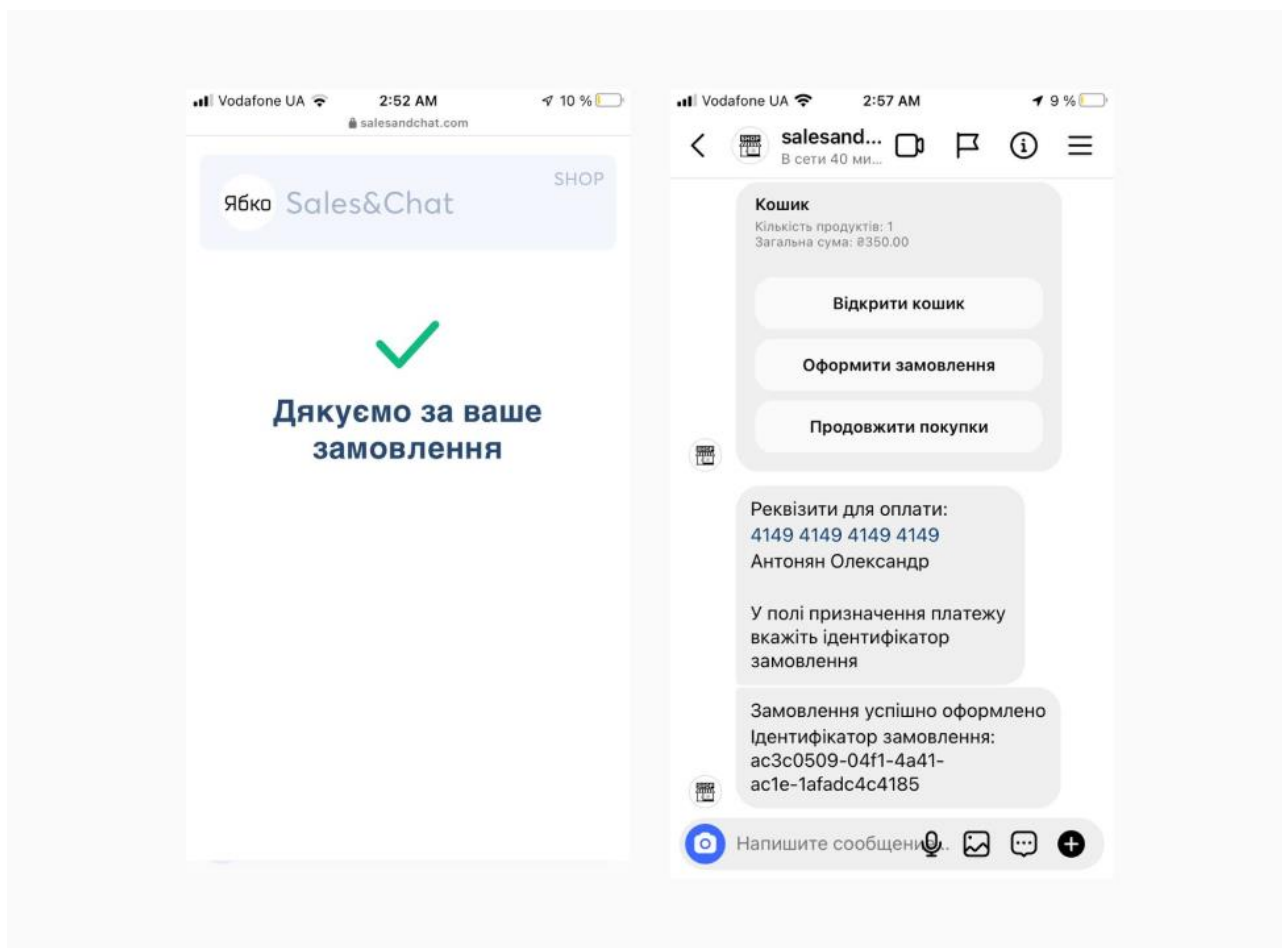 Vodafone UA 2:52 AM 10 %
salesandchat.com
Ябко Sales&Chat SHOP
Дякуємо за ваше
замовлення
Vodafone UA 2:57 AM 9 %
salesand...
В сети 40 ми...
Кошик
Кількість продуктів: 1
Загальна сума: ₴350.00
Відкрити кошик
Оформити замовлення
Продовжити покупки
Реквізити для оплати:
4149 4149 4149 4149
Антонян Олександр
У полі призначення платежу
вкажіть ідентифікатор
замовлення
Замовлення успішно оформлено
Ідентифікатор замовлення:
ac3c0509-04f1-4a41-
ac1e-1afadc4c4185
Напишите сообщени...